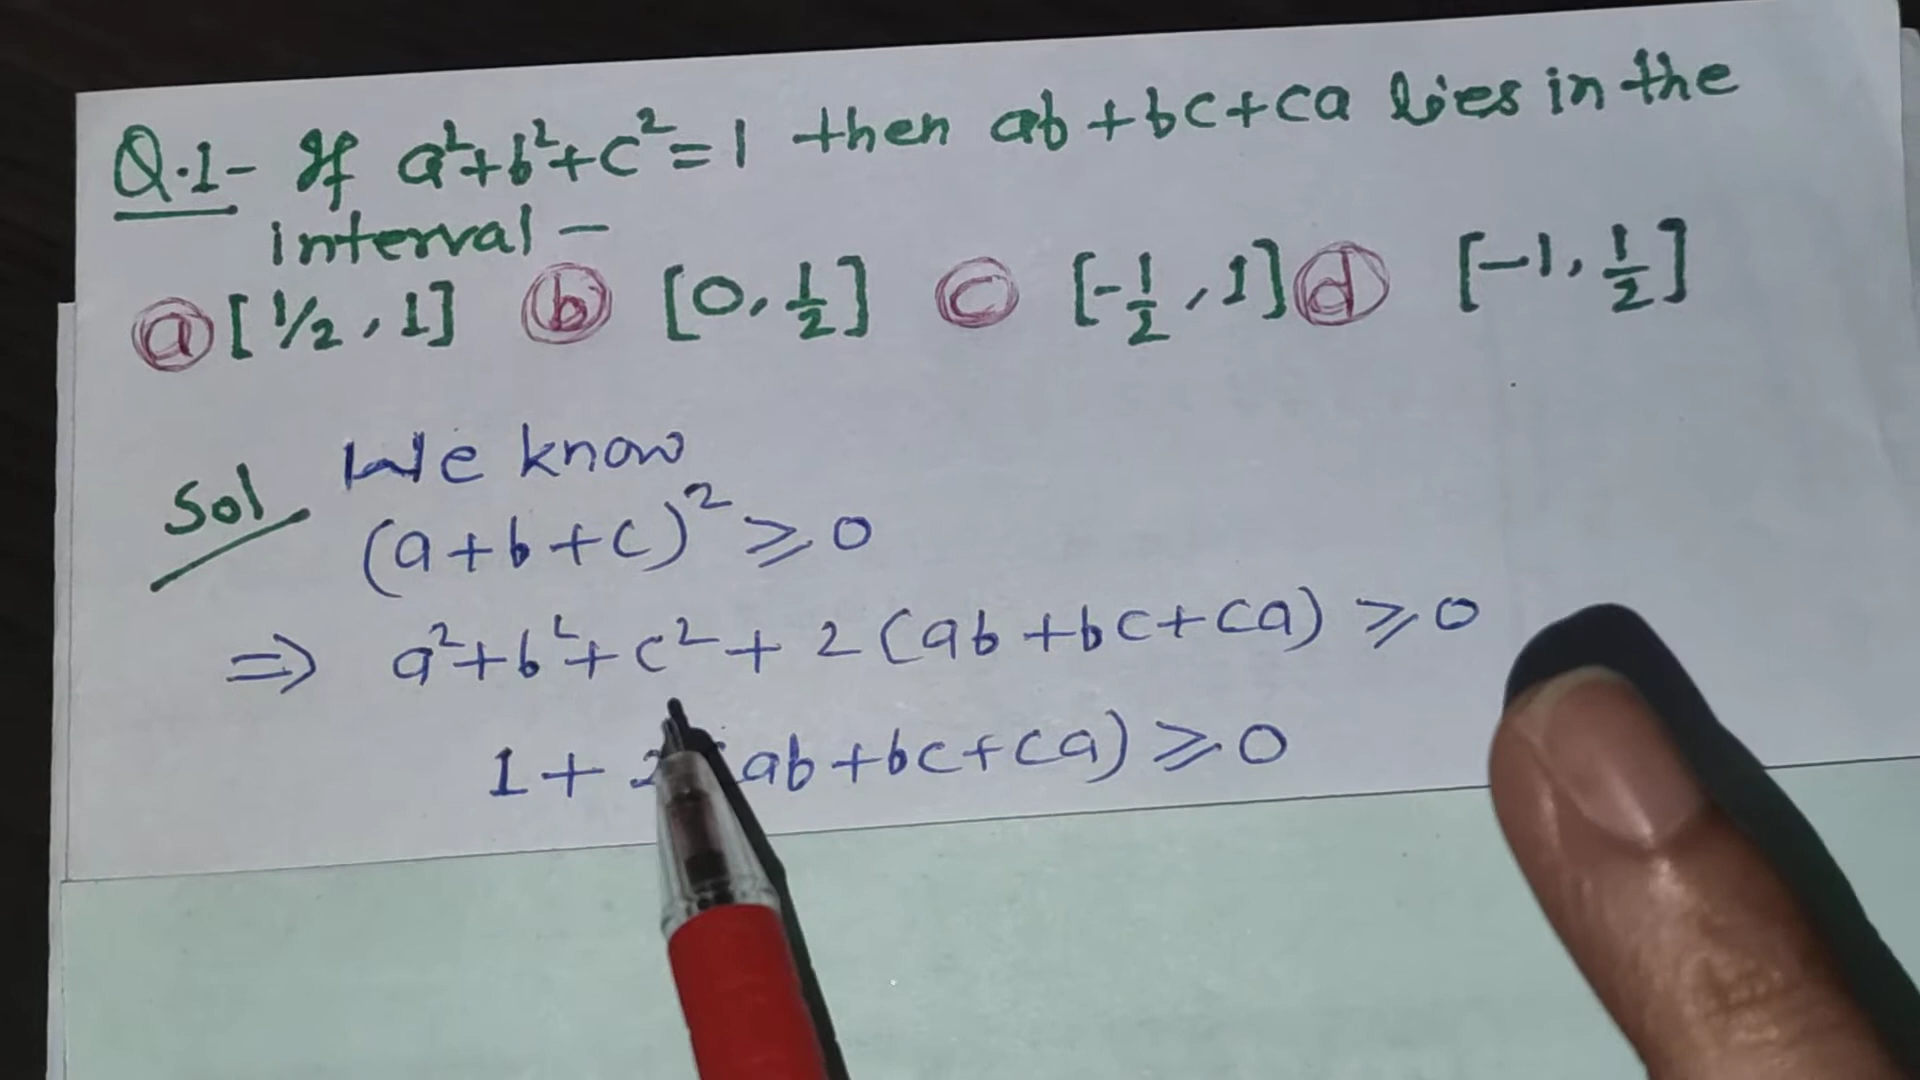 Q.1- If a²+b²+c²=1 then ab+bc+ca lies in the
interval -
ⓐ [1/2, 1] ⓑ [0, 1/2] ⓒ [-1/2, 1] ⓓ [-1, 1/2]
Sol We know
(a+b+c)² ≥ 0
⇒ a²+b²+c²+2(ab+bc+ca) ≥ 0
1+2(ab+bc+ca) ≥ 0